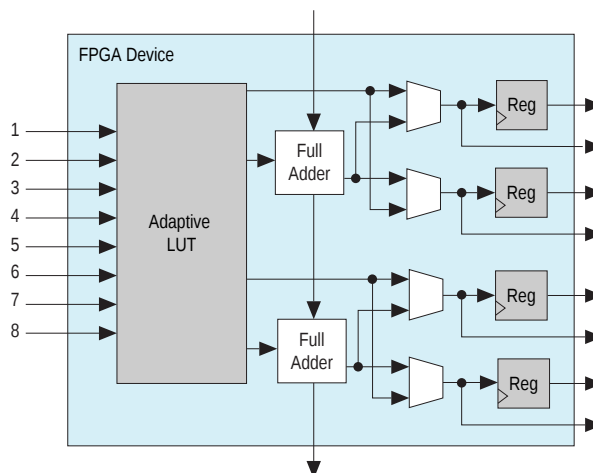 FPGA Device
1
2
3
4
5
6
7
8
Adaptive
LUT
Full
Adder
Full
Adder
Reg
Reg
Reg
Reg